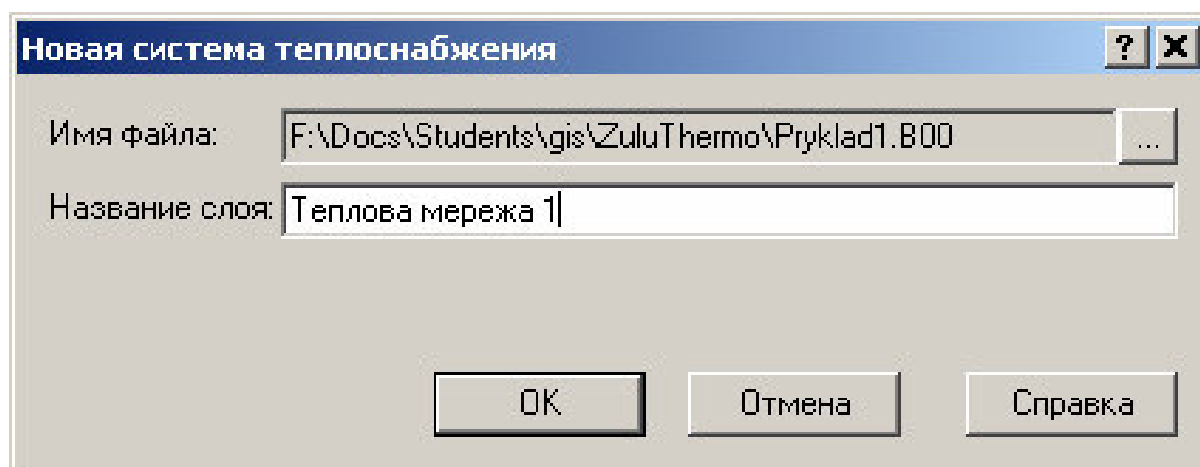 Новая система теплоснабжения
Имя файла: F:\Docs\Students\gis\ZuluThermo\Pryklad1.B00 ...
Название слоя: Теплова мережа 1
OK Отмена Справка